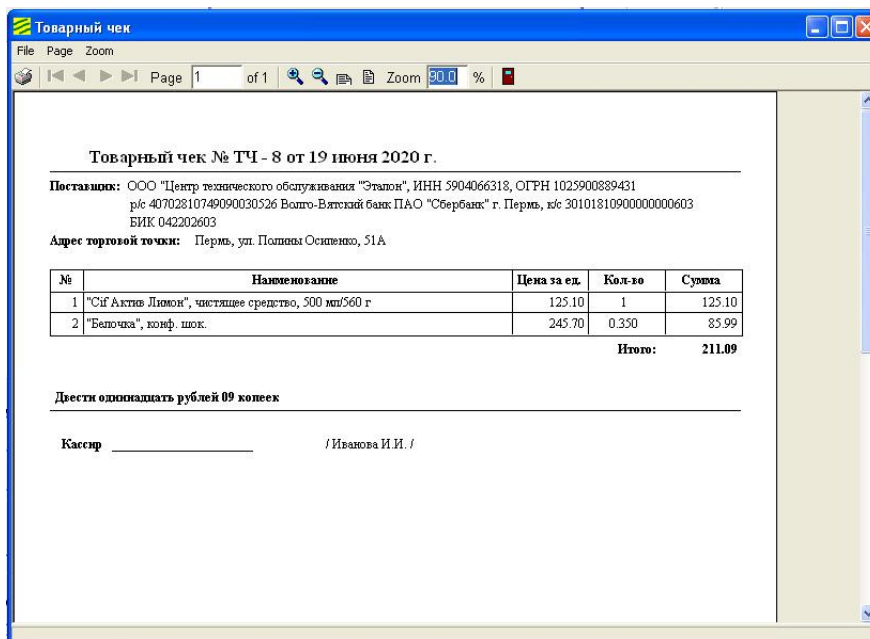 Товарный чек
File Page Zoom
Page 1 of 1 Zoom 90.0 %
Товарный чек № ТЧ - 8 от 19 июня 2020 г.
Поставщик: ООО "Центр технического обслуживания "Эталон", ИНН 5904066318, ОГРН 1025900889431
р/с 40702810749090030526 Волго-Вятский банк ПАО "Сбербанк" г. Пермь, к/с 30101810900000000603
БИК 042202603
Адрес торговой точки: Пермь, ул. Полины Осипенко, 51А
№ Наименование Цена за ед. Кол-во Сумма
1 "Cif Актив Лимон", чистящее средство, 500 мл/560 г 125.10 1 125.10
2 "Белочка", конф. шок. 245.70 0.350 85.99
Итого: 211.09
Двести одиннадцать рублей 09 копеек
Кассир / Иванова И.И. /